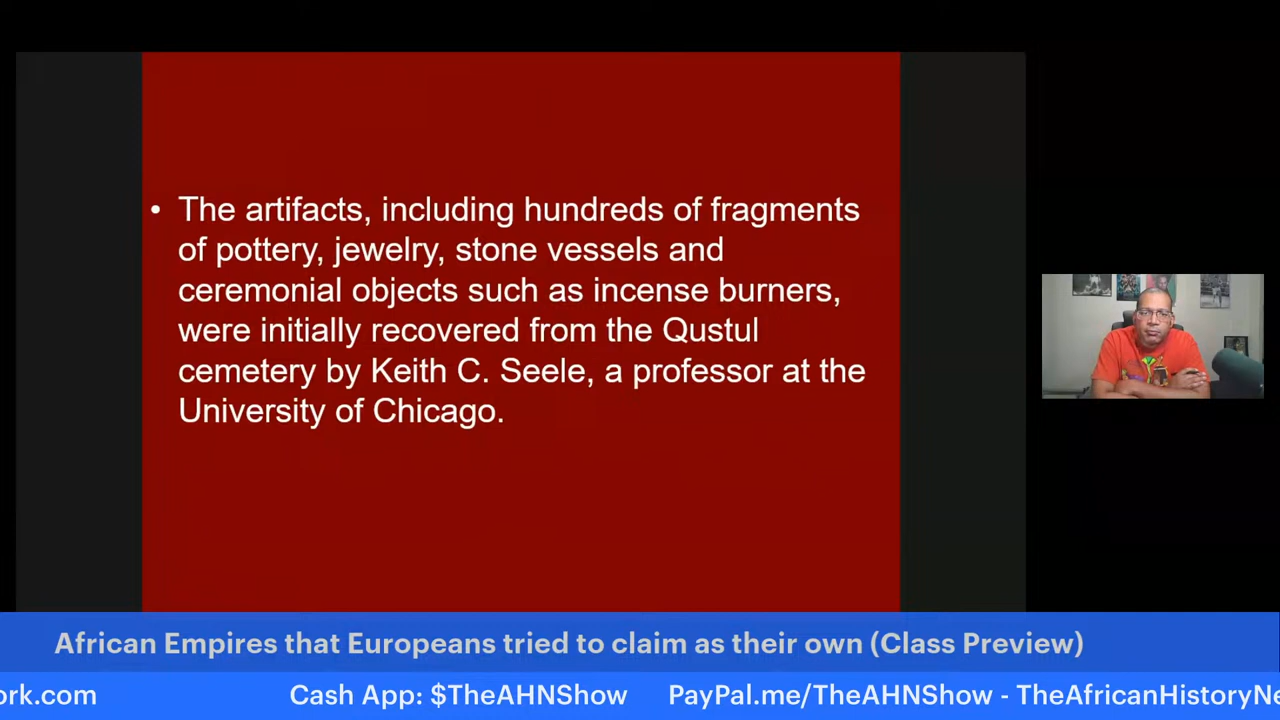 • The artifacts, including hundreds of fragments
of pottery, jewelry, stone vessels and
ceremonial objects such as incense burners,
were initially recovered from the Qustul
cemetery by Keith C. Seele, a professor at the
University of Chicago.
African Empires that Europeans tried to claim as their own (Class Preview)
ork.com Cash App: $TheAHNShow PayPal.me/TheAHNShow - TheAfricanHistoryNe